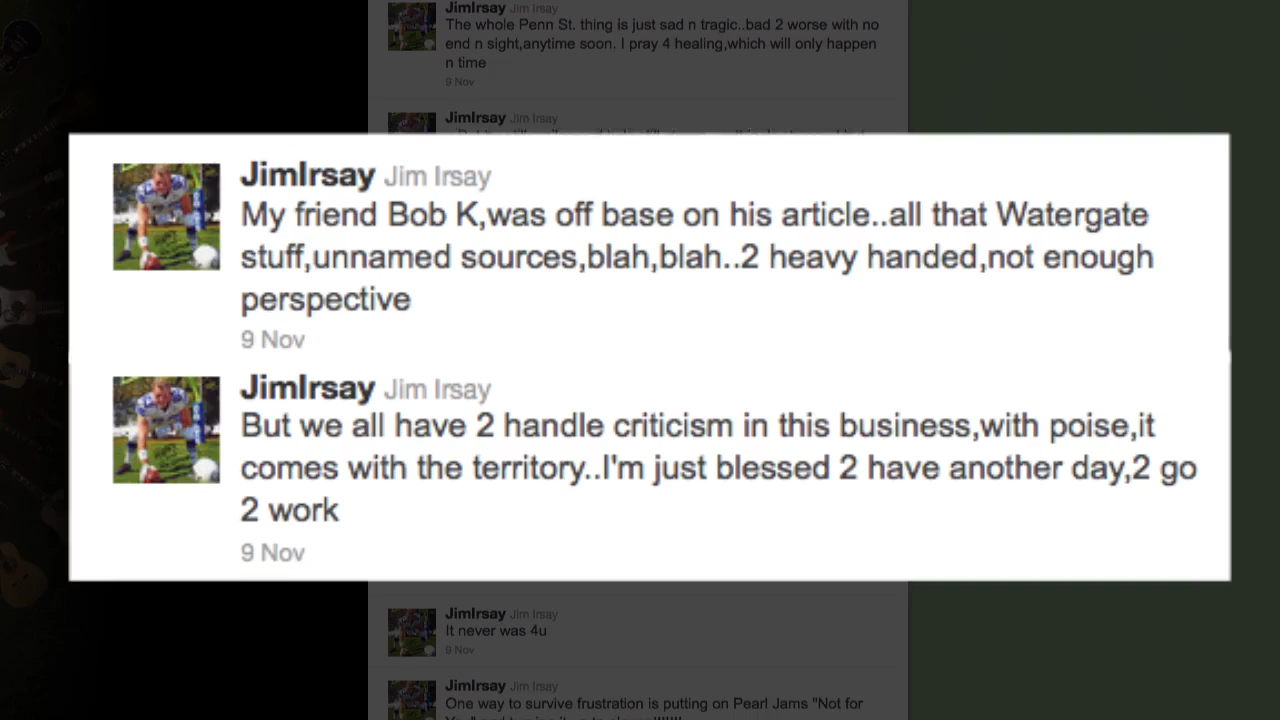 JimIrsay Jim Irsay
The whole Penn St. thing is just sad n tragic..bad 2 worse with no
end n sight,anytime soon. I pray 4 healing,which will only happen
n time
9 Nov
JimIrsay Jim Irsay
JimIrsay Jim Irsay
My friend Bob K,was off base on his article..all that Watergate
stuff,unnamed sources,blah,blah..2 heavy handed,not enough
perspective
9 Nov
JimIrsay Jim Irsay
But we all have 2 handle criticism in this business,with poise,it
comes with the territory..I'm just blessed 2 have another day,2 go
2 work
9 Nov
JimIrsay Jim Irsay
It never was 4u
9 Nov
JimIrsay Jim Irsay
One way to survive frustration is putting on Pearl Jams "Not for